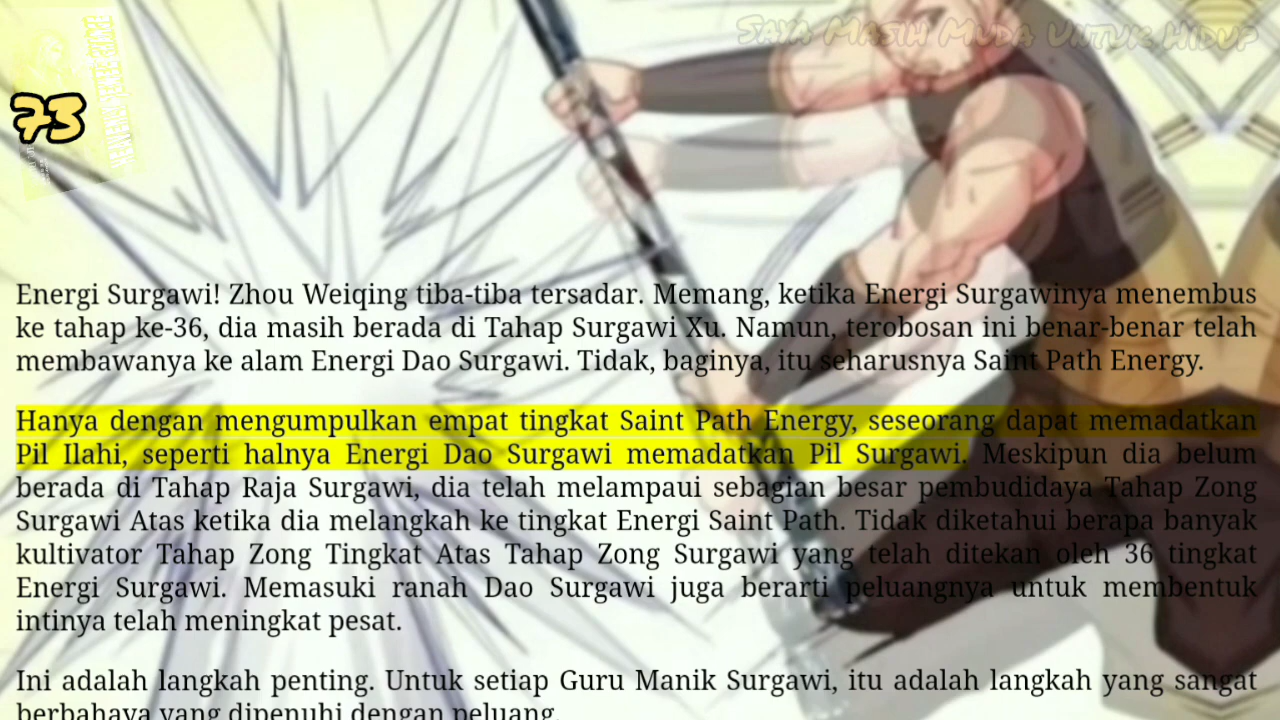 Saya Masih Muda Untuk Hidup
73
Energi Surgawi! Zhou Weiqing tiba-tiba tersadar. Memang, ketika Energi Surgawinya menembus
ke tahap ke-36, dia masih berada di Tahap Surgawi Xu. Namun, terobosan ini benar-benar telah
membawanya ke alam Energi Dao Surgawi. Tidak, baginya, itu seharusnya Saint Path Energy.
Hanya dengan mengumpulkan empat tingkat Saint Path Energy, seseorang dapat memadatkan
Pil Ilahi, seperti halnya Energi Dao Surgawi memadatkan Pil Surgawi. Meskipun dia belum
berada di Tahap Raja Surgawi, dia telah melampaui sebagian besar pembudidaya Tahap Zong
Surgawi Atas ketika dia melangkah ke tingkat Energi Saint Path. Tidak diketahui berapa banyak
kultivator Tahap Zong Tingkat Atas Tahap Zong Surgawi yang telah ditekan oleh 36 tingkat
Energi Surgawi. Memasuki ranah Dao Surgawi juga berarti peluangnya untuk membentuk
intinya telah meningkat pesat.
Ini adalah langkah penting. Untuk setiap Guru Manik Surgawi, itu adalah langkah yang sangat
berbahaya yang dipenuhi dengan peluang.